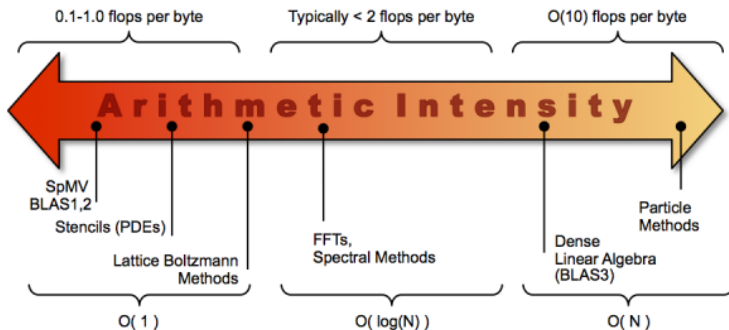 0.1-1.0 flops per byte
Typically < 2 flops per byte
O(10) flops per byte
Arithmetic Intensity
SpMV
BLAS1,2
Stencils (PDEs)
Lattice Boltzmann
Methods
FFTs,
Spectral Methods
Dense
Linear Algebra
(BLAS3)
Particle
Methods
O( 1 )
O( log(N) )
O( N )